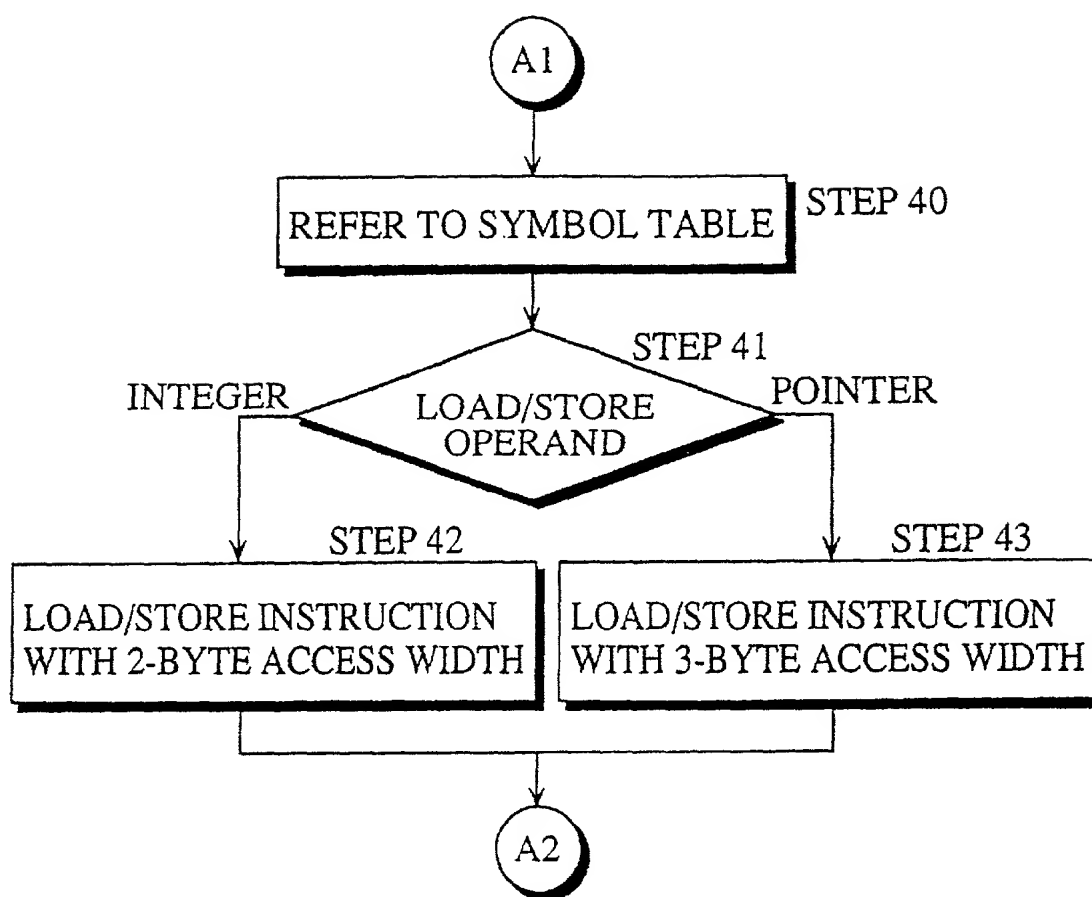 A1
REFER TO SYMBOL TABLE
STEP 40
STEP 41
INTEGER
POINTER
LOAD/STORE
OPERAND
STEP 42
STEP 43
LOAD/STORE INSTRUCTION
WITH 2-BYTE ACCESS WIDTH
LOAD/STORE INSTRUCTION
WITH 3-BYTE ACCESS WIDTH
A2